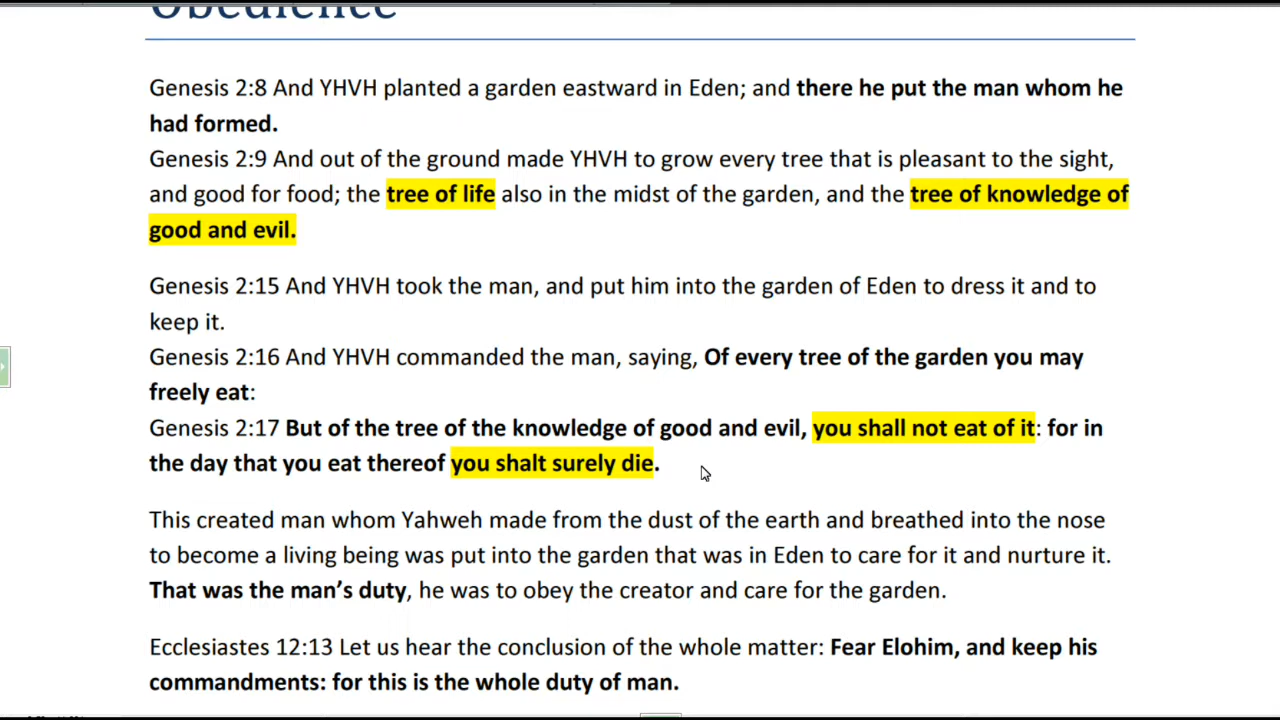 Obedience
Genesis 2:8 And YHVH planted a garden eastward in Eden; and there he put the man whom he
had formed.
Genesis 2:9 And out of the ground made YHVH to grow every tree that is pleasant to the sight,
and good for food; the tree of life also in the midst of the garden, and the tree of knowledge of
good and evil.
Genesis 2:15 And YHVH took the man, and put him into the garden of Eden to dress it and to
keep it.
Genesis 2:16 And YHVH commanded the man, saying, Of every tree of the garden you may
freely eat:
Genesis 2:17 But of the tree of the knowledge of good and evil, you shall not eat of it: for in
the day that you eat thereof you shalt surely die.
This created man whom Yahweh made from the dust of the earth and breathed into the nose
to become a living being was put into the garden that was in Eden to care for it and nurture it.
That was the man’s duty, he was to obey the creator and care for the garden.
Ecclesiastes 12:13 Let us hear the conclusion of the whole matter: Fear Elohim, and keep his
commandments: for this is the whole duty of man.